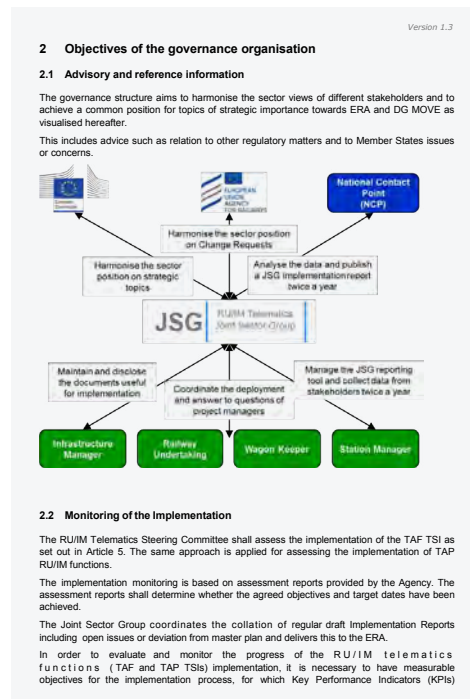 Version 1.3
2 Objectives of the governance organisation
2.1 Advisory and reference information
The governance structure aims to harmonise the sector views of different stakeholders and to
achieve a common position for topics of strategic importance towards ERA and DG MOVE as
visualised hereafter.
This includes advice such as relation to other regulatory matters and to Member States issues
or concerns.
European
Commission
EUROPEAN
UNION
AGENCY
FOR RAILWAYS
National Contact
Point
(NCP)
Harmonise the sector position
on Change Requests
Harmonise the sector
position on strategic
topics
Analyse the data and publish
a JSG implementation report
twice a year
JSG
RU/IM Telematics
Joint Sector Group
Maintain and disclose
the documents useful
for implementation
Coordinate the deployment
and answer to questions of
project managers
Manage the JSG reporting
tool and collect data from
stakeholders twice a year
Infrastructure
Manager
Railway
Undertaking
Wagon Keeper
Station Manager
2.2 Monitoring of the Implementation
The RU/IM Telematics Steering Committee shall assess the implementation of the TAF TSI as
set out in Article 5. The same approach is applied for assessing the implementation of TAP
RU/IM functions.
The implementation monitoring is based on assessment reports provided by the Agency. The
assessment reports shall determine whether the agreed objectives and target dates have been
achieved.
The Joint Sector Group coordinates the collation of regular draft Implementation Reports
including open issues or deviation from master plan and delivers this to the ERA.
In order to evaluate and monitor the progress of the RU/IM telematics
functions (TAF and TAP TSIs) implementation, it is necessary to have measurable
objectives for the implementation process, for which Key Performance Indicators (KPIs)